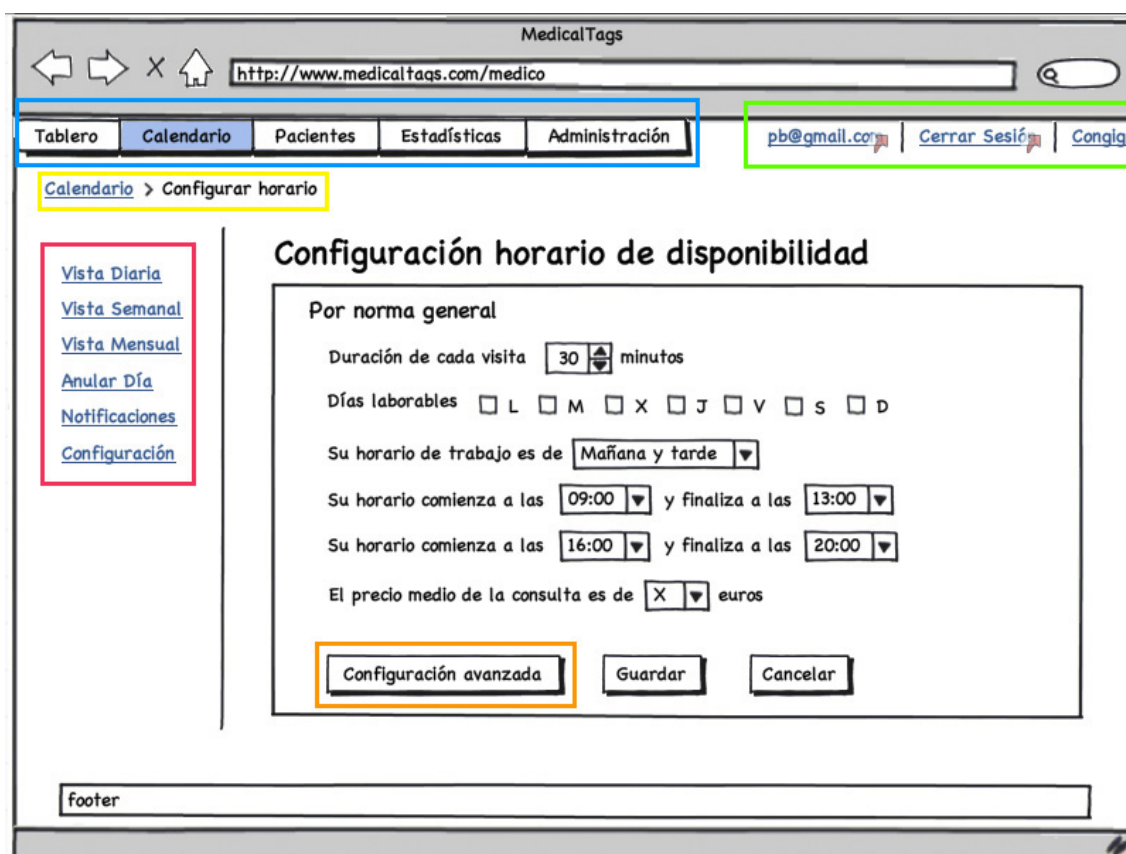 MedicalTags
http://www.medicaltags.com/medico
Tablero Calendario Pacientes Estadísticas Administración pb@gmail.com Cerrar Sesión Congig
Calendario > Configurar horario
Vista Diaria
Vista Semanal
Vista Mensual
Anular Día
Notificaciones
Configuración
Configuración horario de disponibilidad
Por norma general
Duración de cada visita 30 minutos
Días laborables L M X J V S D
Su horario de trabajo es de Mañana y tarde
Su horario comienza a las 09:00 y finaliza a las 13:00
Su horario comienza a las 16:00 y finaliza a las 20:00
El precio medio de la consulta es de X euros
Configuración avanzada Guardar Cancelar
footer